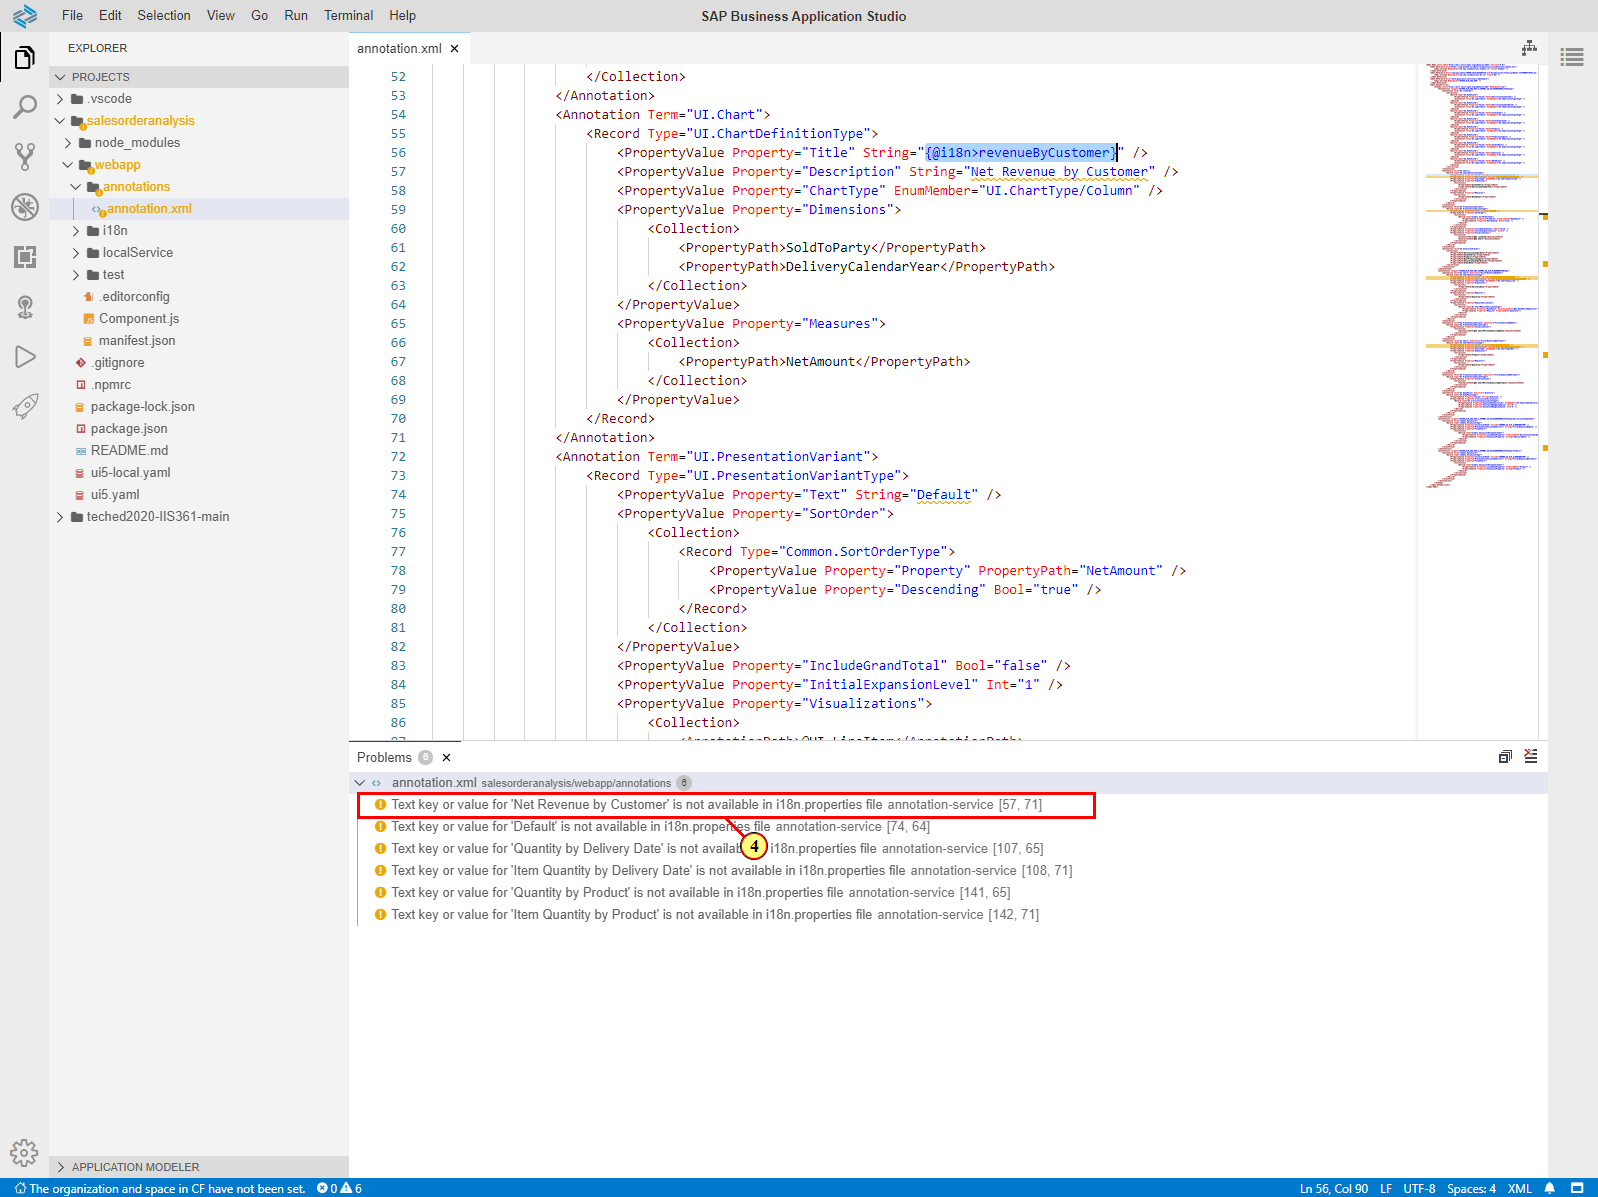 File Edit Selection View Go Run Terminal Help
SAP Business Application Studio
EXPLORER
PROJECTS
.vscode
salesorderanalysis
node_modules
webapp
annotations
annotation.xml
i18n
localService
test
.editorconfig
Component.js
manifest.json
.gitignore
.npmrc
package-lock.json
package.json
README.md
ui5-local.yaml
ui5.yaml
teched2020-IIS361-main
APPLICATION MODELER
annotation.xml
52 </Collection>
53 </Annotation>
54 <Annotation Term="UI.Chart">
55 <Record Type="UI.ChartDefinitionType">
56 <PropertyValue Property="Title" String="{@i18n>revenueByCustomer}" />
57 <PropertyValue Property="Description" String="Net Revenue by Customer" />
58 <PropertyValue Property="ChartType" EnumMember="UI.ChartType/Column" />
59 <PropertyValue Property="Dimensions">
60 <Collection>
61 <PropertyPath>SoldToParty</PropertyPath>
62 <PropertyPath>DeliveryCalendarYear</PropertyPath>
63 </Collection>
64 </PropertyValue>
65 <PropertyValue Property="Measures">
66 <Collection>
67 <PropertyPath>NetAmount</PropertyPath>
68 </Collection>
69 </PropertyValue>
70 </Record>
71 </Annotation>
72 <Annotation Term="UI.PresentationVariant">
73 <Record Type="UI.PresentationVariantType">
74 <PropertyValue Property="Text" String="Default" />
75 <PropertyValue Property="SortOrder">
76 <Collection>
77 <Record Type="Common.SortOrderType">
78 <PropertyValue Property="Property" PropertyPath="NetAmount" />
79 <PropertyValue Property="Descending" Bool="true" />
80 </Record>
81 </Collection>
82 </PropertyValue>
83 <PropertyValue Property="IncludeGrandTotal" Bool="false" />
84 <PropertyValue Property="InitialExpansionLevel" Int="1" />
85 <PropertyValue Property="Visualizations">
86 <Collection>
87 <AnnotationPath>@UI.LineItem</AnnotationPath>
Problems 6
annotation.xml salesorderanalysis/webapp/annotations 6
Text key or value for 'Net Revenue by Customer' is not available in i18n.properties file annotation-service [57, 71]
Text key or value for 'Default' is not available in i18n.properties file annotation-service [74, 64]
Text key or value for 'Quantity by Delivery Date' is not availab 4 i18n.properties file annotation-service [107, 65]
Text key or value for 'Item Quantity by Delivery Date' is not available in i18n.properties file annotation-service [108, 71]
Text key or value for 'Quantity by Product' is not available in i18n.properties file annotation-service [141, 65]
Text key or value for 'Item Quantity by Product' is not available in i18n.properties file annotation-service [142, 71]
The organization and space in CF have not been set. 0 6
Ln 56, Col 90 LF UTF-8 Spaces: 4 XML